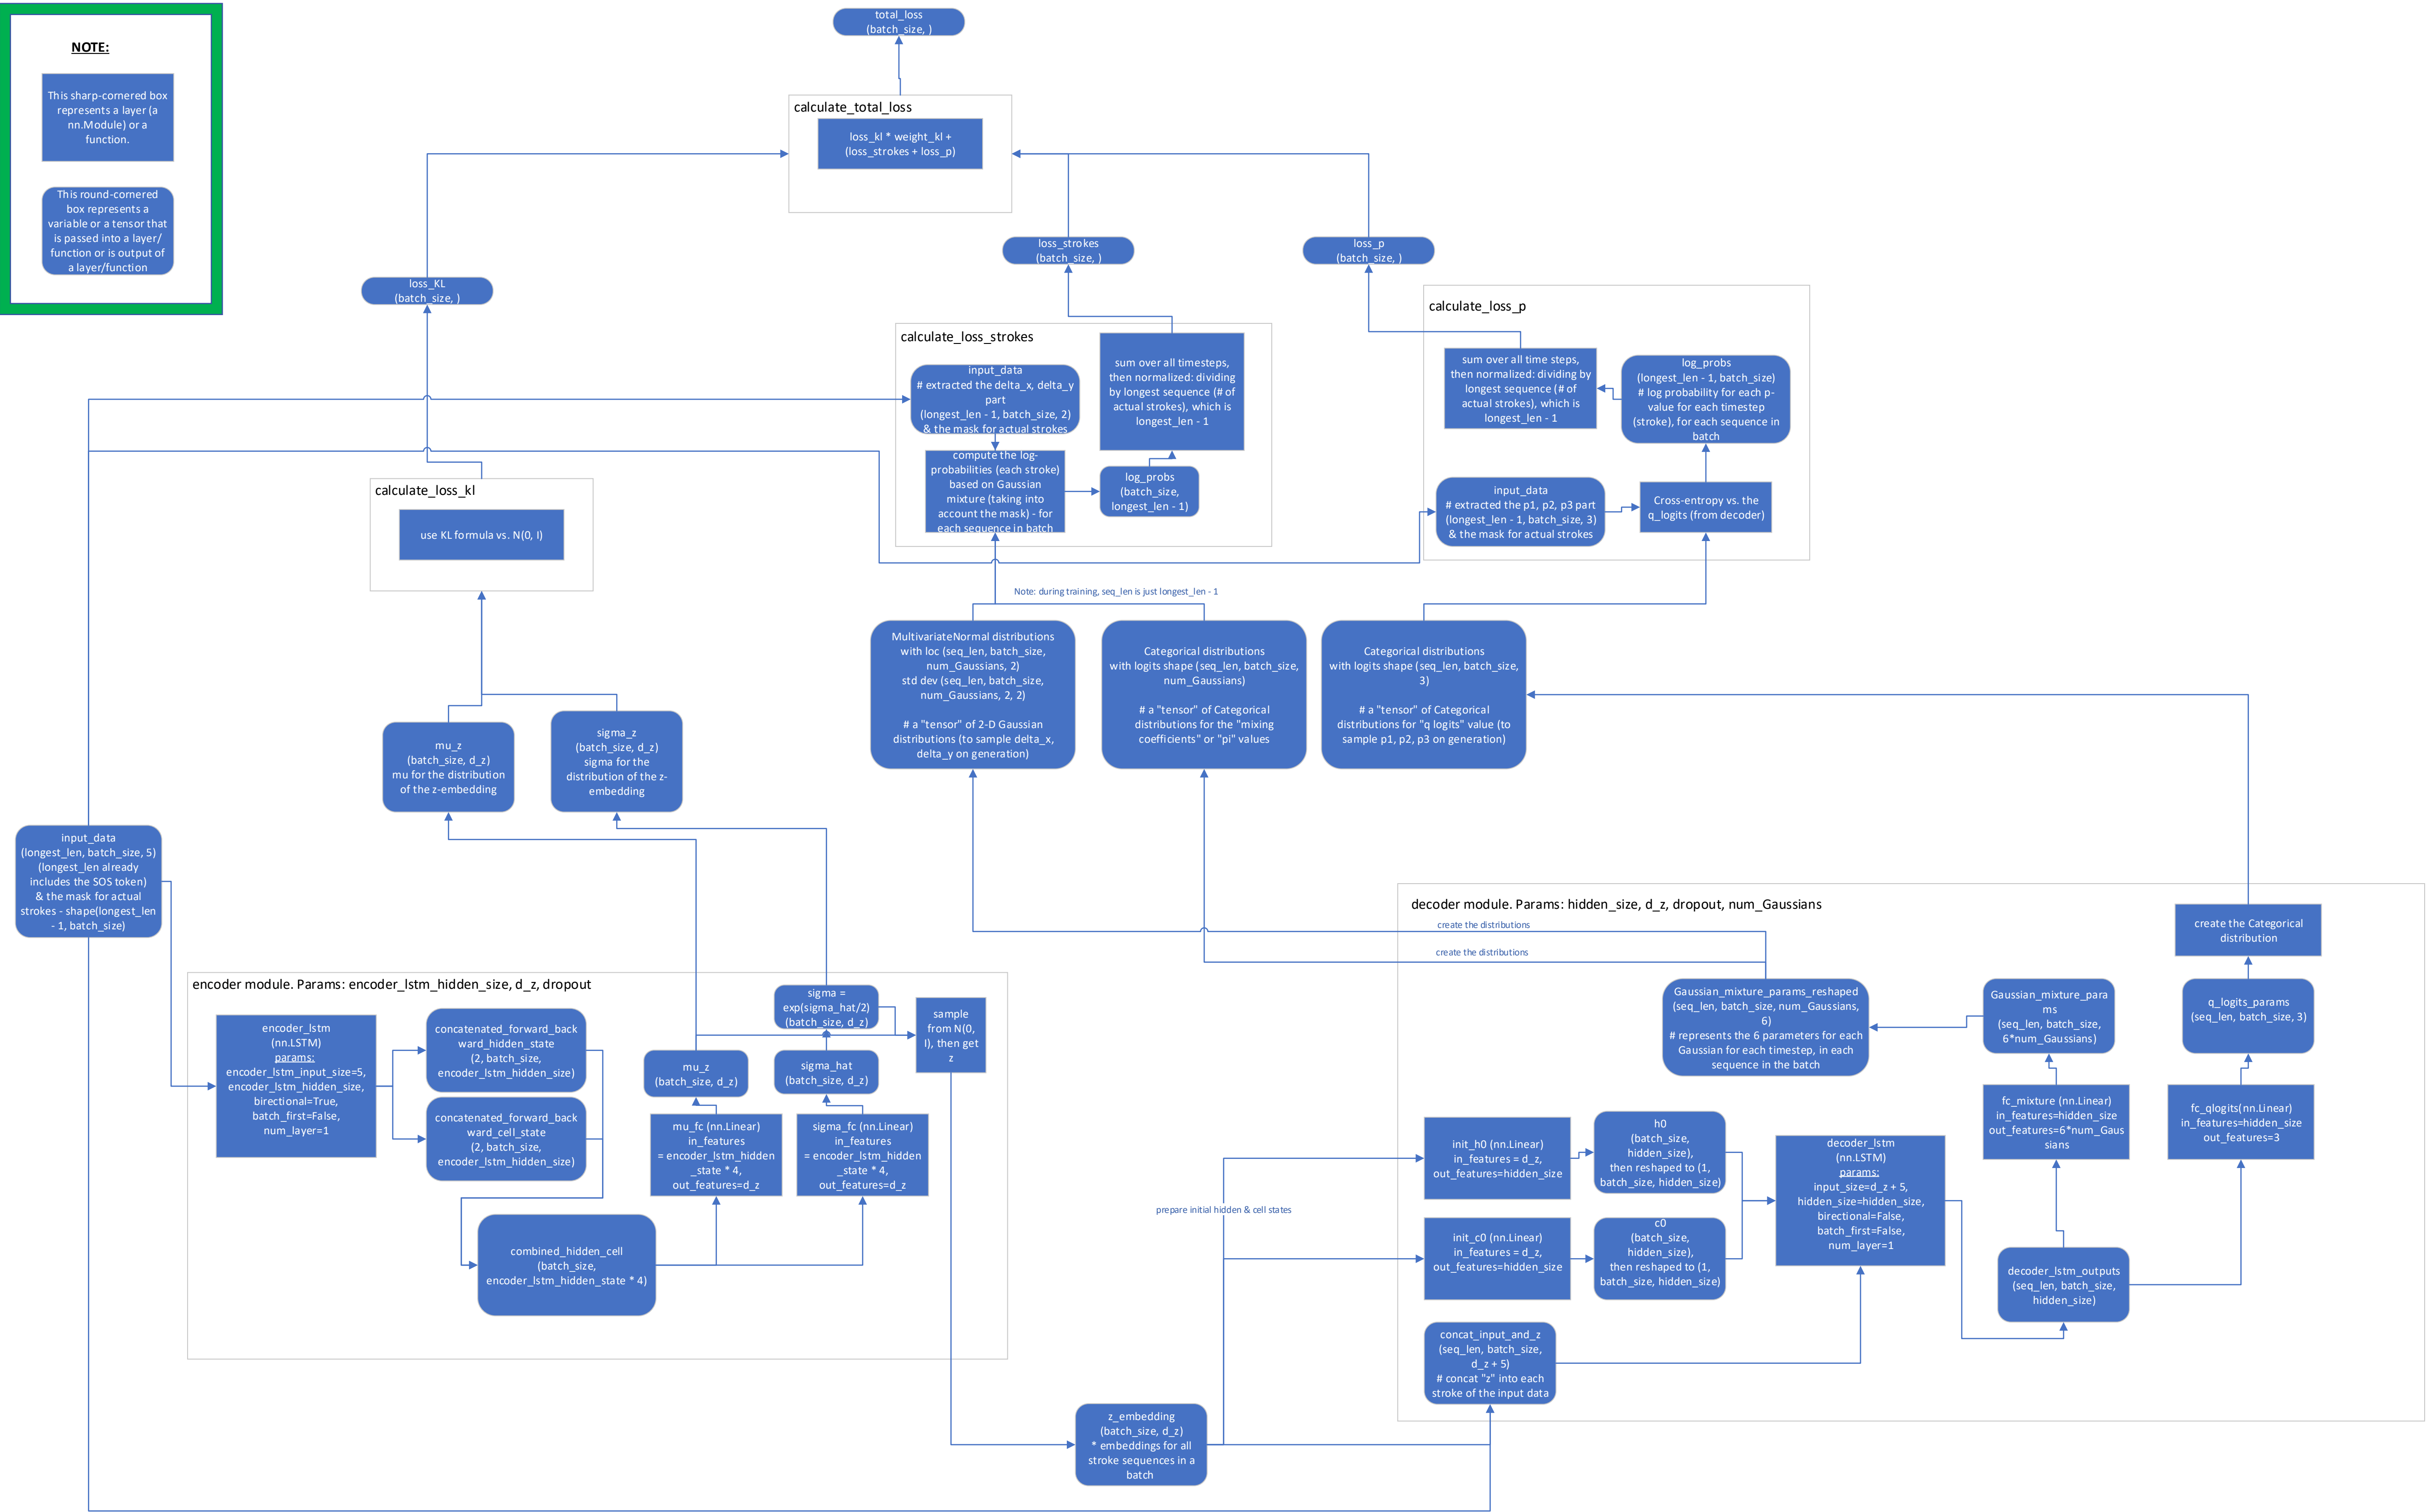 NOTE:
This sharp-cornered box
represents a layer (a
nn.Module) or a
function.
This round-cornered
box represents a
variable or a tensor that
is passed into a layer/
function or is output of
a layer/function
total_loss
(batch_size, )
calculate_total_loss
loss_kl * weight_kl +
(loss_strokes + loss_p)
loss_KL
(batch_size, )
loss_strokes
(batch_size, )
loss_p
(batch_size, )
calculate_loss_strokes
input_data
# extracted the delta_x, delta_y
part
(longest_len - 1, batch_size, 2)
& the mask for actual strokes
compute the log-
probabilities (each stroke)
based on Gaussian
mixture (taking into
account the mask) - for
each sequence in batch
sum over all timesteps,
then normalized: dividing
by longest sequence (# of
actual strokes), which is
longest_len - 1
log_probs
(batch_size,
longest_len - 1)
calculate_loss_p
sum over all time steps,
then normalized: dividing by
longest sequence (# of
actual strokes), which is
longest_len - 1
log_probs
(longest_len - 1, batch_size)
# log probability for each p-
value for each timestep
(stroke), for each sequence in
batch
input_data
# extracted the p1, p2, p3 part
(longest_len - 1, batch_size, 3)
& the mask for actual strokes
Cross-entropy vs. the
q_logits (from decoder)
calculate_loss_kl
use KL formula vs. N(0, I)
Note: during training, seq_len is just longest_len - 1
MultivariateNormal distributions
with loc (seq_len, batch_size,
num_Gaussians, 2)
std dev (seq_len, batch_size,
num_Gaussians, 2, 2)
# a "tensor" of 2-D Gaussian
distributions (to sample delta_x,
delta_y on generation)
Categorical distributions
with logits shape (seq_len, batch_size,
num_Gaussians)
# a "tensor" of Categorical
distributions for the "mixing
coefficients" or "pi" values
Categorical distributions
with logits shape (seq_len, batch_size,
3)
# a "tensor" of Categorical
distributions for "q logits" value (to
sample p1, p2, p3 on generation)
mu_z
(batch_size, d_z)
mu for the distribution
of the z-embedding
sigma_z
(batch_size, d_z)
sigma for the
distribution of the z-
embedding
input_data
(longest_len, batch_size, 5)
(longest_len already
includes the SOS token)
& the mask for actual
strokes - shape(longest_len
- 1, batch_size)
encoder module. Params: encoder_lstm_hidden_size, d_z, dropout
encoder_lstm
(nn.LSTM)
params:
encoder_lstm_input_size=5,
encoder_lstm_hidden_size,
birectional=True,
batch_first=False,
num_layer=1
concatenated_forward_back
ward_hidden_state
(2, batch_size,
encoder_lstm_hidden_size)
concatenated_forward_back
ward_cell_state
(2, batch_size,
encoder_lstm_hidden_size)
combined_hidden_cell
(batch_size,
encoder_lstm_hidden_state * 4)
mu_z
(batch_size, d_z)
mu_fc (nn.Linear)
in_features
= encoder_lstm_hidden
_state * 4,
out_features=d_z
sigma =
exp(sigma_hat/2)
(batch_size, d_z)
sigma_hat
(batch_size, d_z)
sigma_fc (nn.Linear)
in_features
= encoder_lstm_hidden
_state * 4,
out_features=d_z
sample
from N(0,
I), then get
z
z_embedding
(batch_size, d_z)
* embeddings for all
stroke sequences in a
batch
prepare initial hidden & cell states
decoder module. Params: hidden_size, d_z, dropout, num_Gaussians
create the distributions
create the distributions
create the Categorical
distribution
Gaussian_mixture_params_reshaped
(seq_len, batch_size, num_Gaussians,
6)
# represents the 6 parameters for each
Gaussian for each timestep, in each
sequence in the batch
Gaussian_mixture_para
ms
(seq_len, batch_size,
6*num_Gaussians)
q_logits_params
(seq_len, batch_size, 3)
init_h0 (nn.Linear)
in_features = d_z,
out_features=hidden_size
h0
(batch_size,
hidden_size),
then reshaped to (1,
batch_size, hidden_size)
init_c0 (nn.Linear)
in_features = d_z,
out_features=hidden_size
c0
(batch_size,
hidden_size),
then reshaped to (1,
batch_size, hidden_size)
decoder_lstm
(nn.LSTM)
params:
input_size=d_z + 5,
hidden_size=hidden_size,
birectional=False,
batch_first=False,
num_layer=1
fc_mixture (nn.Linear)
in_features=hidden_size
out_features=6*num_Gaus
sians
fc_qlogits(nn.Linear)
in_features=hidden_size
out_features=3
decoder_lstm_outputs
(seq_len, batch_size,
hidden_size)
concat_input_and_z
(seq_len, batch_size,
d_z + 5)
# concat "z" into each
stroke of the input data